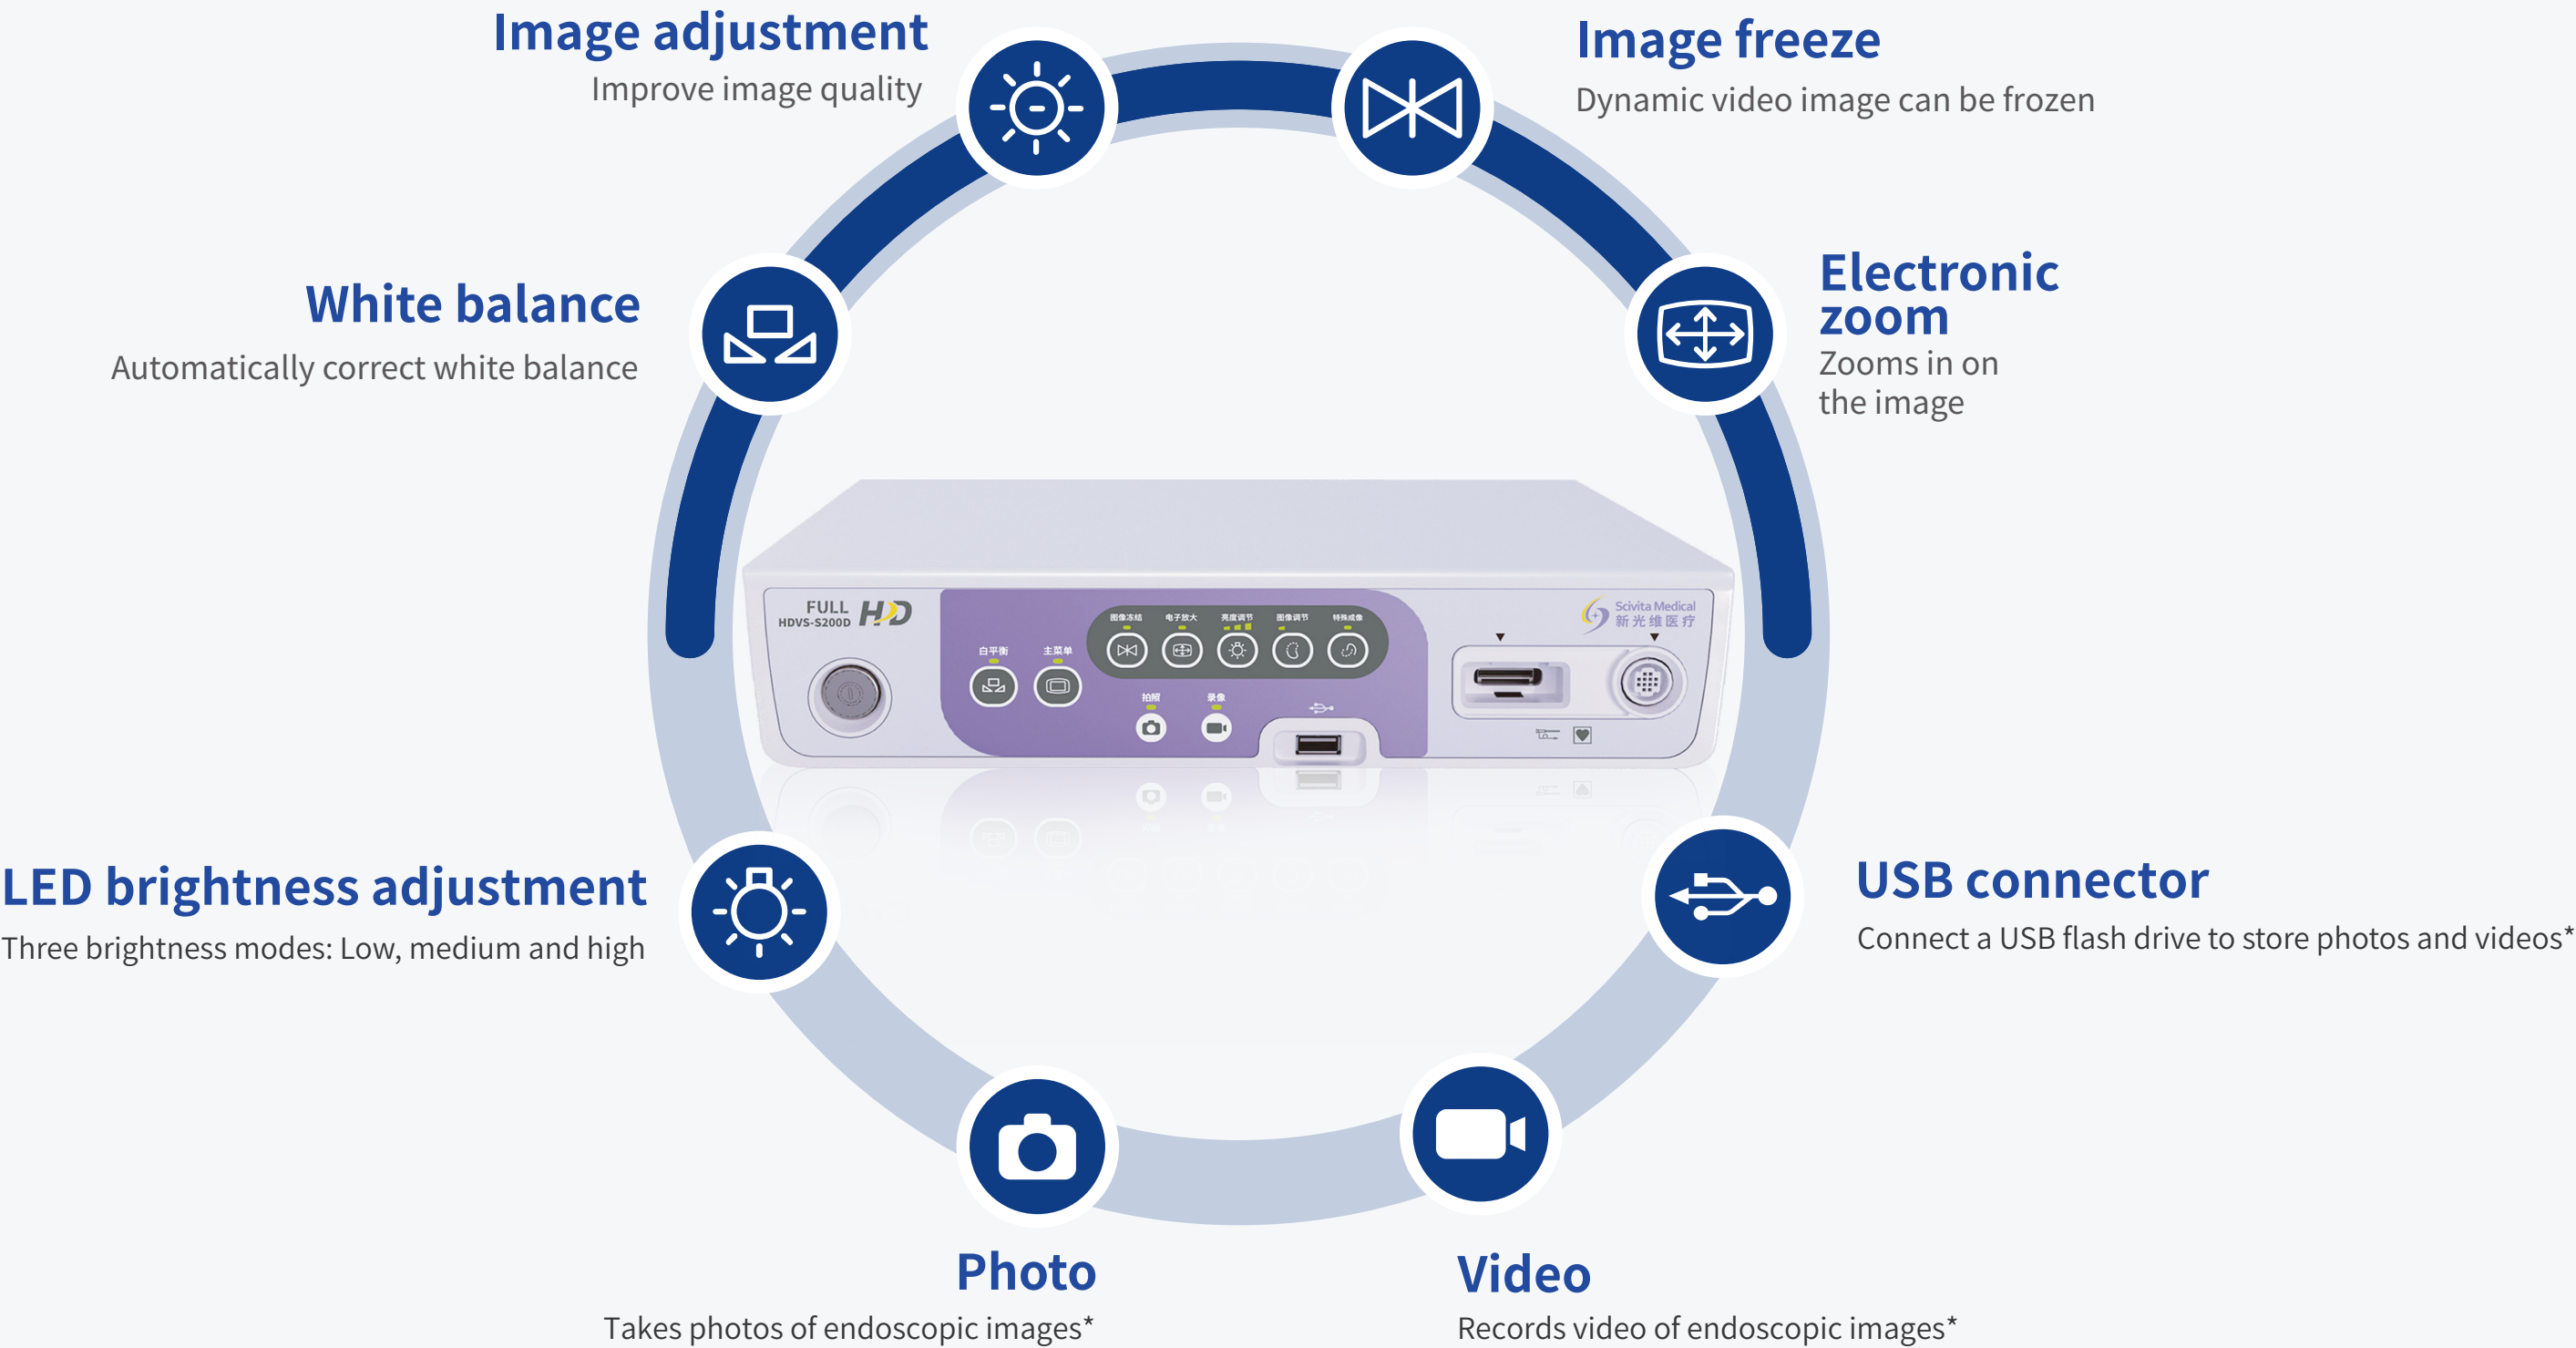 Image adjustment
Improve image quality
Image freeze
Dynamic video image can be frozen
White balance
Automatically correct white balance
Electronic
zoom
Zooms in on
the image
FULL HD
HDVS-S200D
白平衡
主菜单
图像冻结
电子放大
亮度调节
图像调节
特殊成像
拍照
录像
Scivita Medical
新光维医疗
LED brightness adjustment
Three brightness modes: Low, medium and high
USB connector
Connect a USB flash drive to store photos and videos*
Photo
Takes photos of endoscopic images*
Video
Records video of endoscopic images*